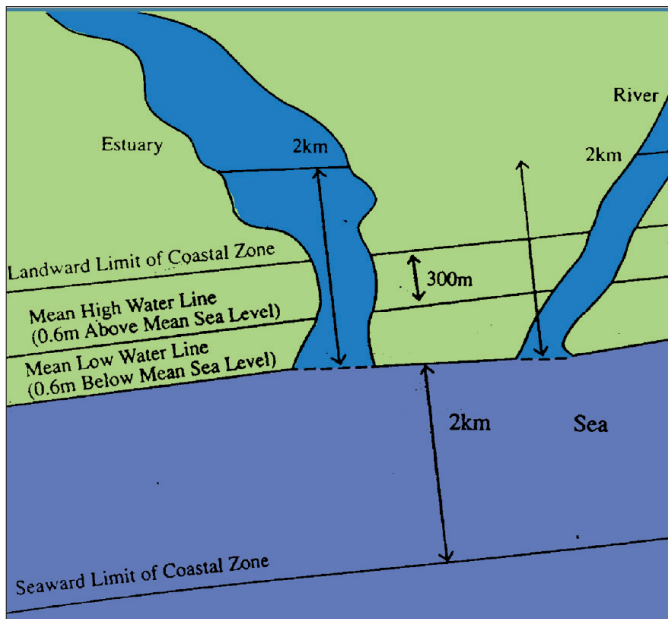 River
Estuary
2km
2km
Landward Limit of Coastal Zone
300m
Mean High Water Line
(0.6m Above Mean Sea Level)
Mean Low Water Line
(0.6m Below Mean Sea Level)
2km
Sea
Seaward Limit of Coastal Zone